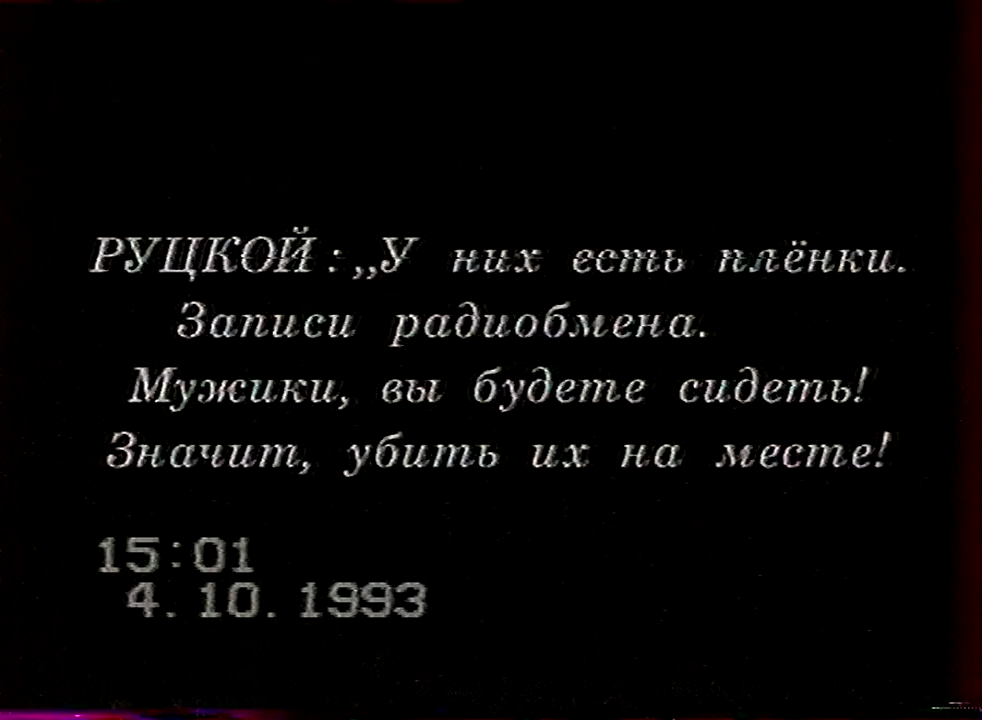 РУЦКОЙ: „У них есть плёнки.
Записи радиобмена.
Мужики, вы будете сидеть!
Значит, убить их на месте!
15:01
4. 10. 1993